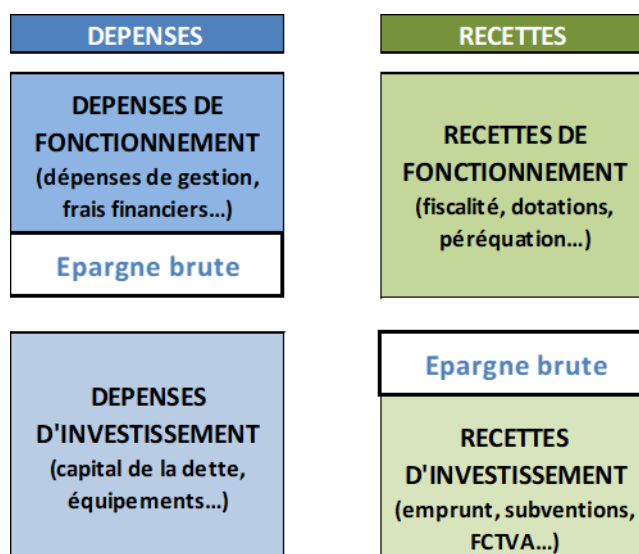 DEPENSES
DEPENSES DE
FONCTIONNEMENT
(dépenses de gestion,
frais financiers…)
Epargne brute
DEPENSES
D'INVESTISSEMENT
(capital de la dette,
équipements…)
RECETTES
RECETTES DE
FONCTIONNEMENT
(fiscalité, dotations,
péréquation…)
Epargne brute
RECETTES
D'INVESTISSEMENT
(emprunt, subventions,
FCTVA…)